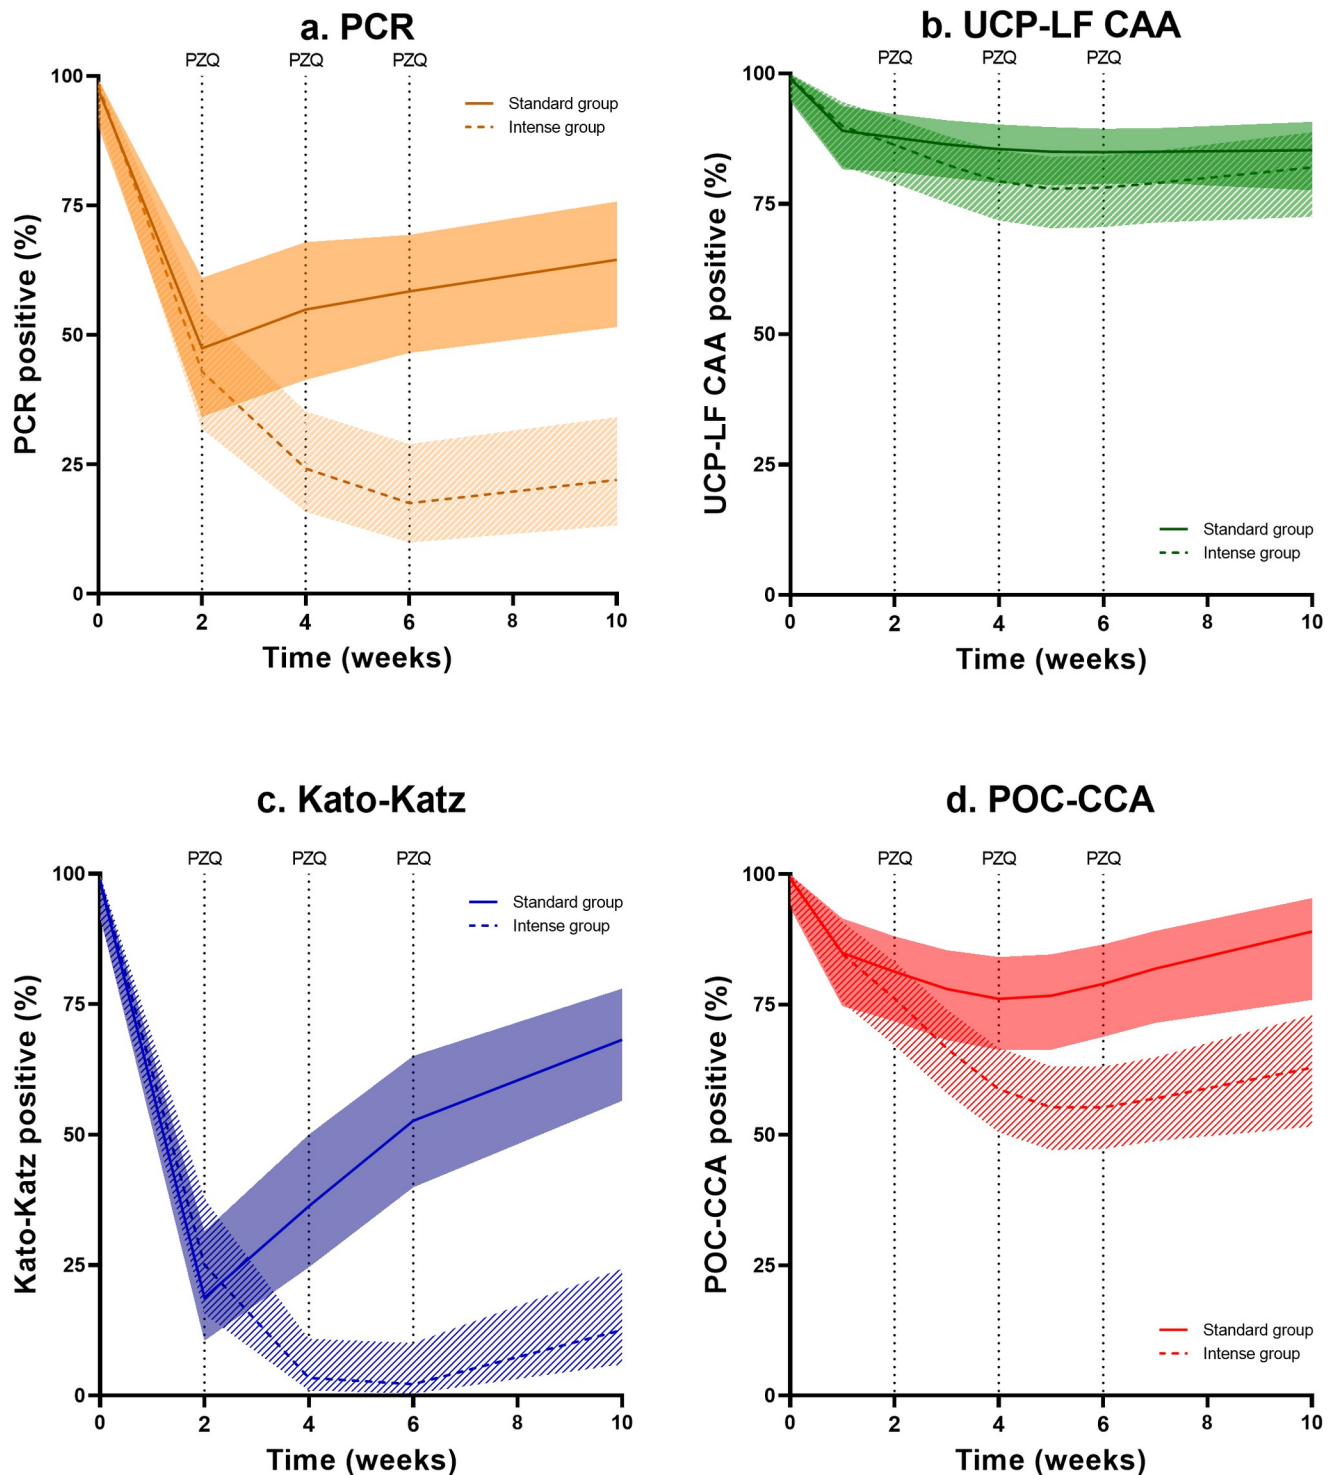 a. PCR
PZQ PZQ PZQ
Standard group
Intense group
PCR positive (%)
100
75
50
25
0
0 2 4 6 8 10
Time (weeks)
b. UCP-LF CAA
PZQ PZQ PZQ
UCP-LF CAA positive (%)
100
75
50
25
0
Standard group
Intense group
0 2 4 6 8 10
Time (weeks)
c. Kato-Katz
PZQ PZQ PZQ
Standard group
Intense group
Kato-Katz positive (%)
100
75
50
25
0
0 2 4 6 8 10
Time (weeks)
d. POC-CCA
PZQ PZQ PZQ
POC-CCA positive (%)
100
75
50
25
0
Standard group
Intense group
0 2 4 6 8 10
Time (weeks)